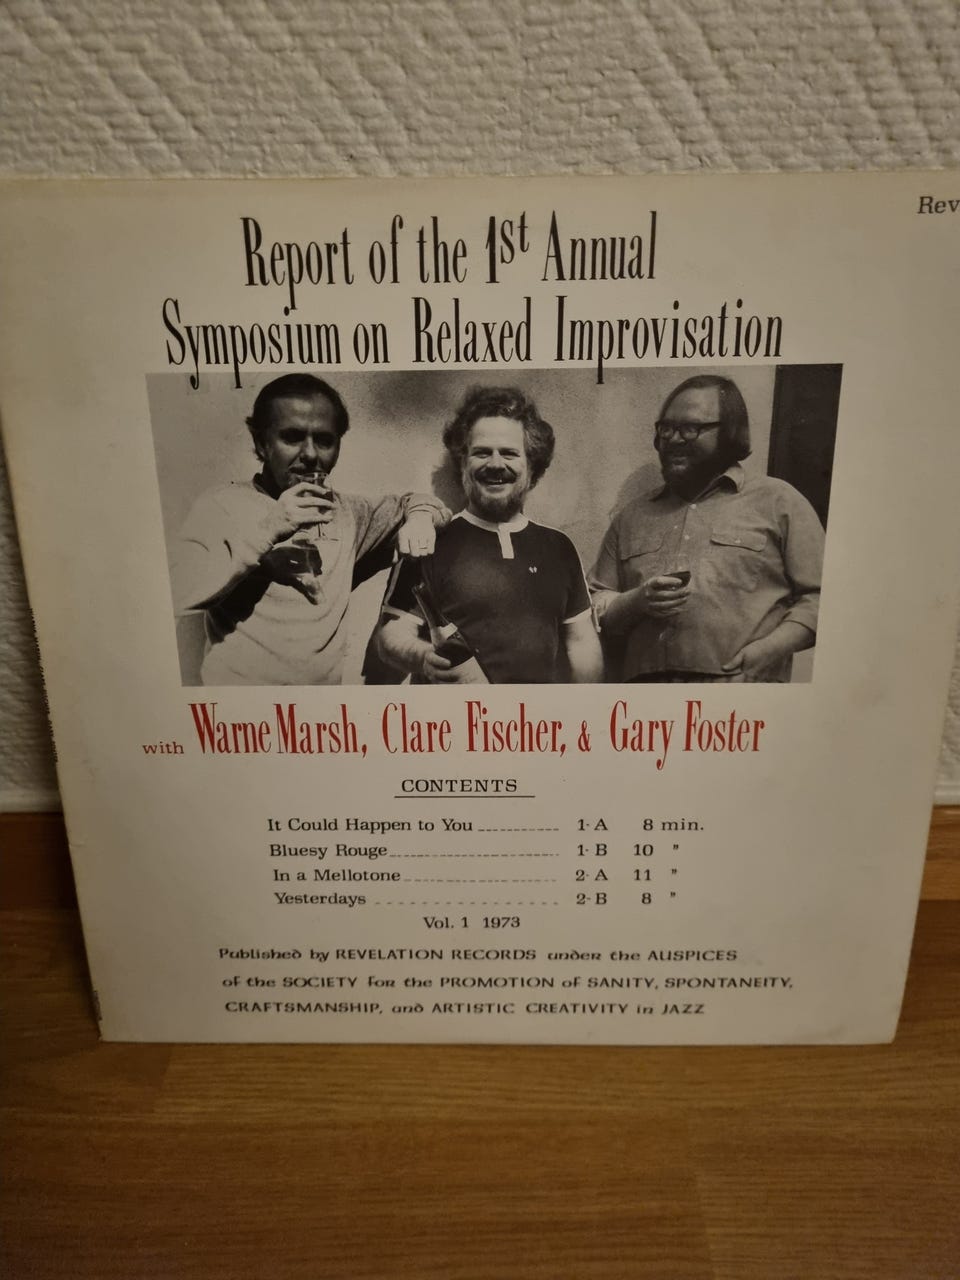 Rev
Report of the 1st Annual
Symposium on Relaxed Improvisation
with Warne Marsh, Clare Fischer, & Gary Foster
CONTENTS
It Could Happen to You ........... 1-A 8 min.
Bluesy Rouge ........... 1-B 10 "
In a Mellotone ........... 2-A 11 "
Yesterdays ........... 2-B 8 "
Vol. 1 1973
Published by REVELATION RECORDS under the AUSPICES
of the SOCIETY for the PROMOTION of SANITY, SPONTANEITY,
CRAFTSMANSHIP, and ARTISTIC CREATIVITY in JAZZ